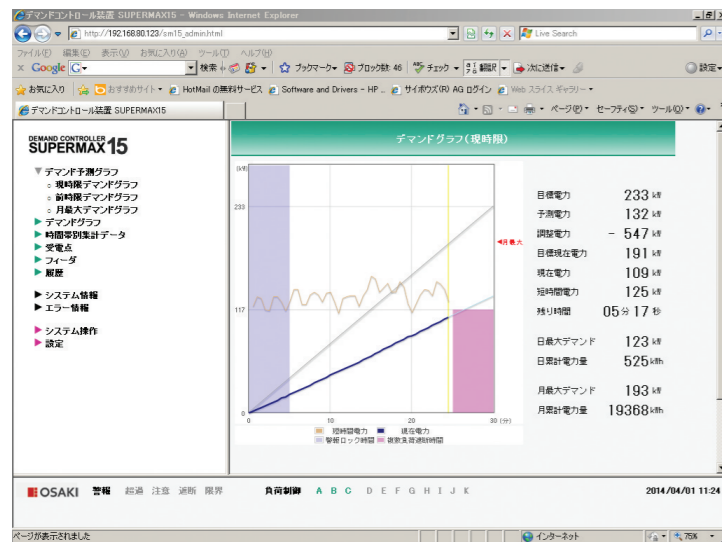 デマンドコントロール装置 SUPERMAX15 - Windows Internet Explorer
http://192.168.80.123/sm15_admin.html
Live Search
ファイル(F) 編集(E) 表示(V) お気に入り(A) ツール(T) ヘルプ(H)
× Google G 検索 ブックマーク ブロック数: 46 チェック 翻訳 次に送信 設定
お気に入り おすすめサイト HotMail の無料サービス Software and Drivers - HP .. サイボウズ(R) AG ログイン Web スライス ギャラリー
デマンドコントロール装置 SUPERMAX15 ページ(P) セーフティ(S) ツール(O)
DEMAND CONTROLLER
SUPERMAX15
デマンドグラフ(現時限)
デマンド予測グラフ
現時限デマンドグラフ
前時限デマンドグラフ
月最大デマンドグラフ
デマンドグラフ
時間帯別集計データ
受電点
フィーダ
履歴
システム情報
エラー情報
システム操作
設定
(kW)
233
117
0
0 10 20 30 (分)
月最大
短時間電力 現在電力
警報ロック時間 複数負荷遮断時間
目標電力 233 kW
予測電力 132 kW
調整電力 - 547 kW
目標現在電力 191 kW
現在電力 109 kW
短時間電力 125 kW
残り時間 05分17秒
日最大デマンド 123 kW
日累計電力量 525 kWh
月最大デマンド 193 kW
月累計電力量 19368 kWh
OSAKI 警報 超過 注意 遮断 限界 負荷制御 A B C D E F G H I J K 2014/04/01 11:24
ページが表示されました インターネット 75%